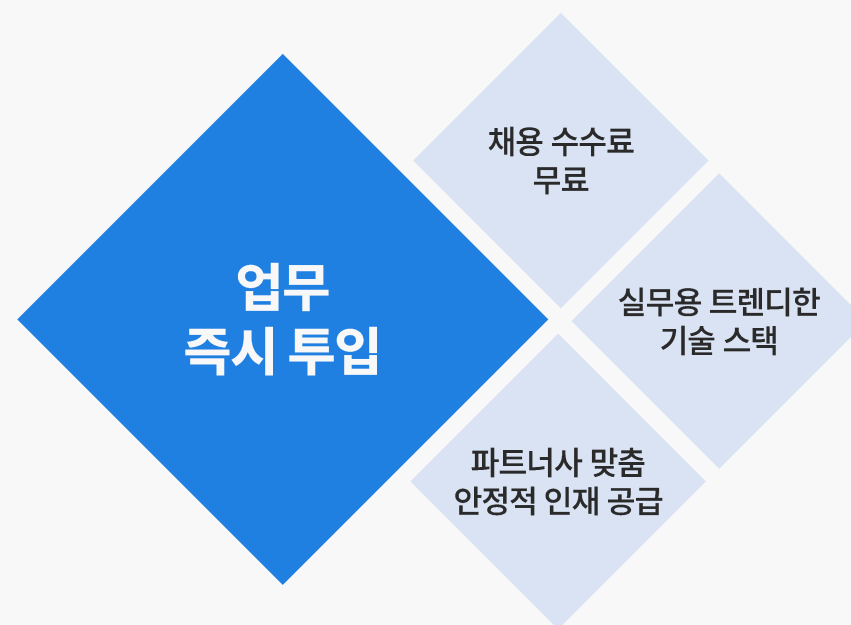 업무
즉시 투입
채용 수수료
무료
실무용 트렌디한
기술 스택
파트너사 맞춤
안정적 인재 공급